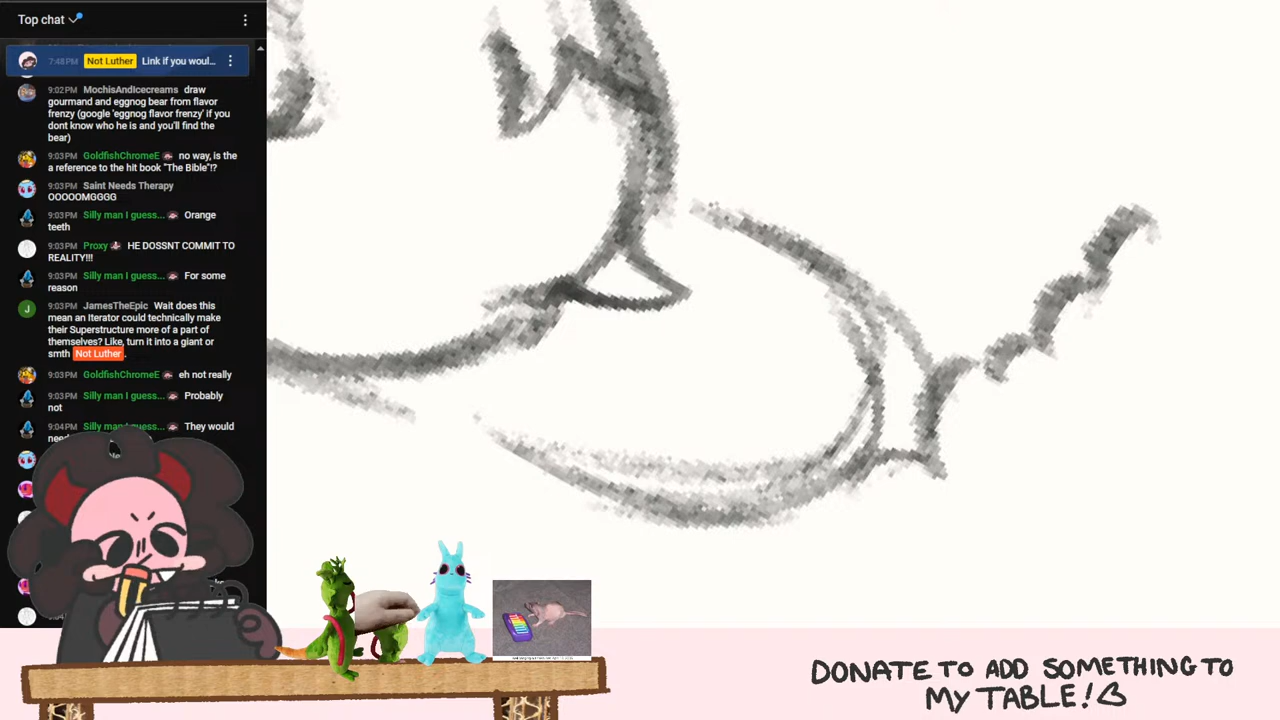 Top chat
7:48PM Not Luther Link if you woul...
9:02PM MochisAndIcecreams draw
gourmand and eggnog bear from flavor
frenzy (google 'eggnog flavor frenzy' if you
dont know who he is and you'll find the
bear)
9:03PM GoldfishChromeE no way, is the
a reference to the hit book "The Bible"!?
9:03PM Saint Needs Therapy
OOOOOMGGGG
9:03PM Silly man I guess... Orange
teeth
9:03PM Proxy HE DOSSNT COMMIT TO
REALITY!!!
9:03PM Silly man I guess... For some
reason
9:03PM JamesTheEpic Wait does this
mean an Iterator could technically make
their Superstructure more of a part of
themselves? Like, turn it into a giant or
smth Not Luther .
9:03PM GoldfishChromeE eh not really
9:03PM Silly man I guess... Probably
not
9:04PM Silly man I guess... They would
DONATE TO ADD SOMETHING TO
MY TABLE!